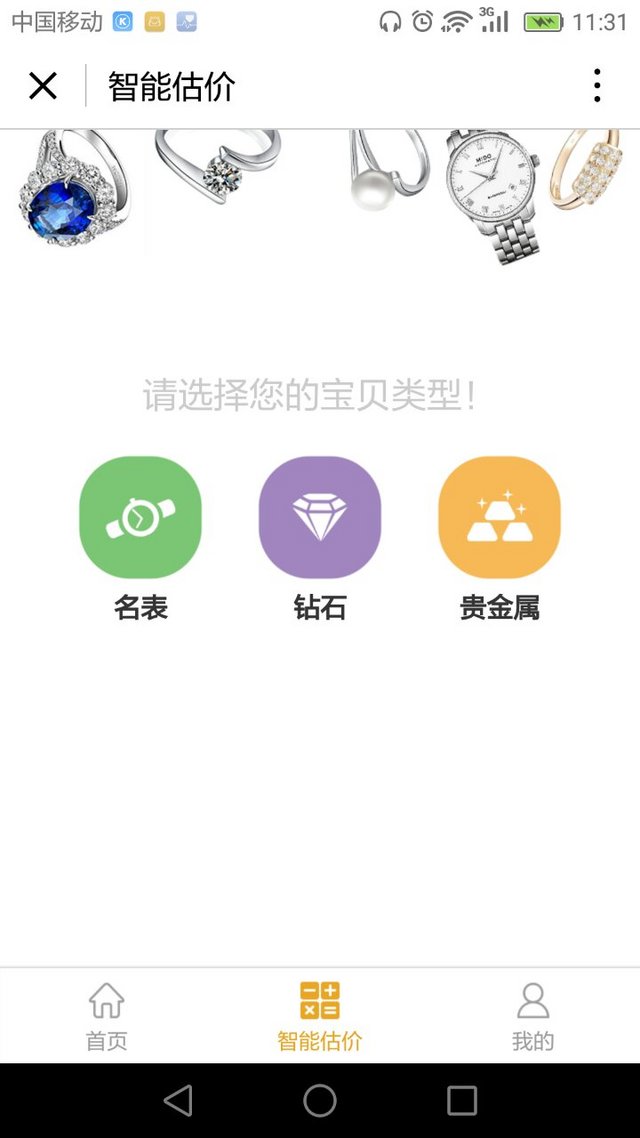 中国移动 3G 11:31
智能估价
MIDO
请选择您的宝贝类型!
名表 钻石 贵金属
首页 智能估价 我的